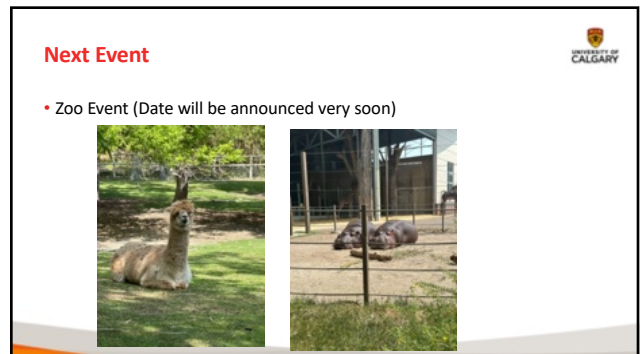 Next Event
UNIVERSITY OF
CALGARY
• Zoo Event (Date will be announced very soon)